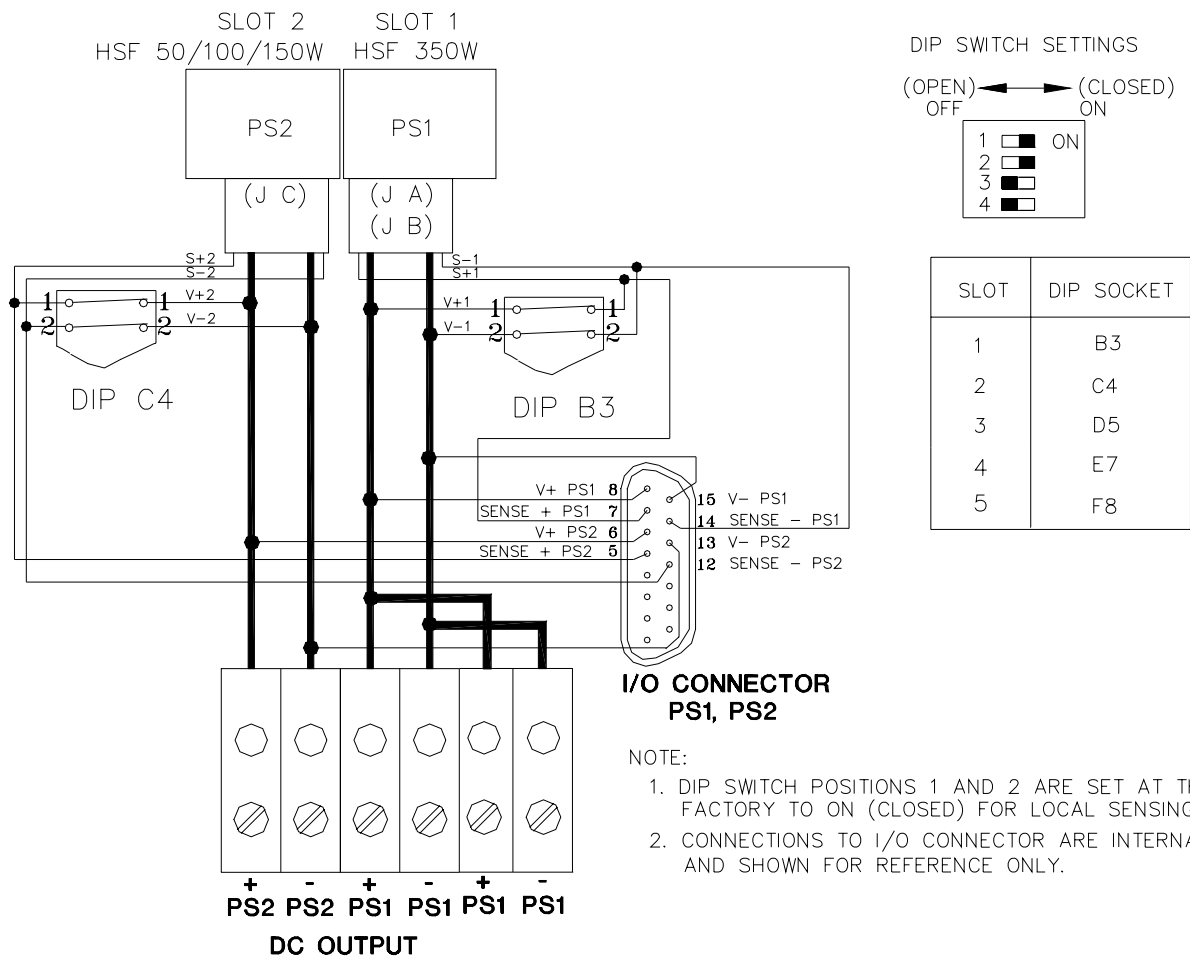 SLOT 2
HSF 50/100/150W
SLOT 1
HSF 350W
PS2
PS1
(J C)
(J A)
(J B)
S+2
S-2
S-1
S+1
1
2
1
2
V+2
V-2
V+1
V-1
1
2
1
2
DIP C4
DIP B3
V+ PS1 8
SENSE + PS1 7
V+ PS2 6
SENSE + PS2 5
15 V- PS1
14 SENSE - PS1
13 V- PS2
12 SENSE - PS2
I/O CONNECTOR
PS1, PS2
+ - + - + -
PS2 PS2 PS1 PS1 PS1 PS1
DC OUTPUT
DIP SWITCH SETTINGS
(OPEN) (CLOSED)
OFF ON
1 ON
2
3
4
SLOT DIP SOCKET
1 B3
2 C4
3 D5
4 E7
5 F8
NOTE:
1. DIP SWITCH POSITIONS 1 AND 2 ARE SET AT
FACTORY TO ON (CLOSED) FOR LOCAL SENSING
2. CONNECTIONS TO I/O CONNECTOR ARE
AND SHOWN FOR REFERENCE ONLY.